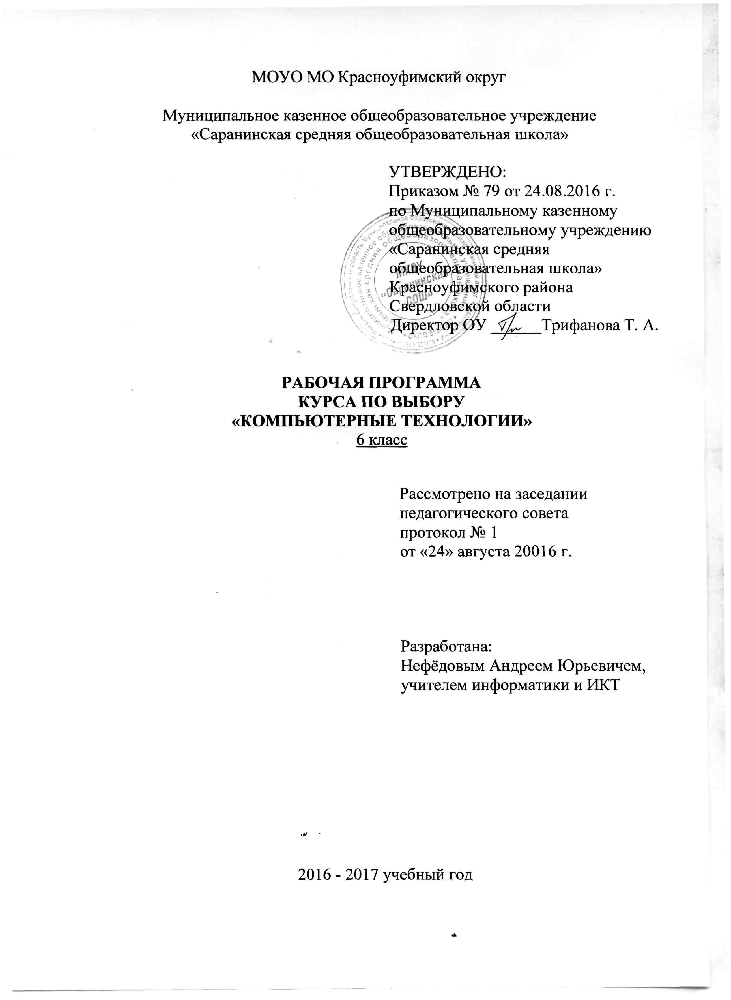 МОУО МО Красноуфимский округ
Муниципальное казенное общеобразовательное учреждение
«Саранинская средняя общеобразовательная школа»
УТВЕРЖДЕНО:
Приказом № 79 от 24.08.2016 г.
по Муниципальному казенному
общеобразовательному учреждению
«Саранинская средняя
общеобразовательная школа»
Красноуфимского района
Свердловской области
Директор ОУ ______Трифанова Т. А.
МКОУ
«Саранинская
СОШ»
РАБОЧАЯ ПРОГРАММА
КУРСА ПО ВЫБОРУ
«КОМПЬЮТЕРНЫЕ ТЕХНОЛОГИИ»
6 класс
Рассмотрено на заседании
педагогического совета
протокол № 1
от «24» августа 20016 г.
Разработана:
Нефёдовым Андреем Юрьевичем,
учителем информатики и ИКТ
2016 - 2017 учебный год